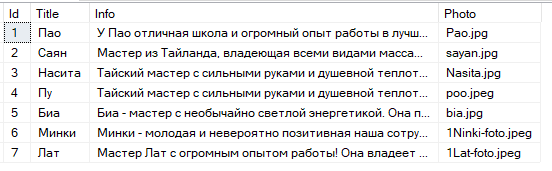 Id Title Info Photo
1 Пао У Пао отличная школа и огромный опыт работы в лучш... Pao.jpg
2 Саян Мастер из Тайланда, владеющая всеми видами масса... sayan.jpg
3 Насита Тайский мастер с сильными руками и душевной теплот... Nasita.jpg
4 Пу Тайский мастер с сильными руками и душевной теплот... poo.jpeg
5 Биа Биа - мастер с необычайно светлой энергетикой. Она п... bia.jpg
6 Минки Минки - молодая и невероятно позитивная наша сотру... 1Ninki-foto.jpeg
7 Лат Мастер Лат с огромным опытом работы! Она владеет ... 1Lat-foto.jpeg